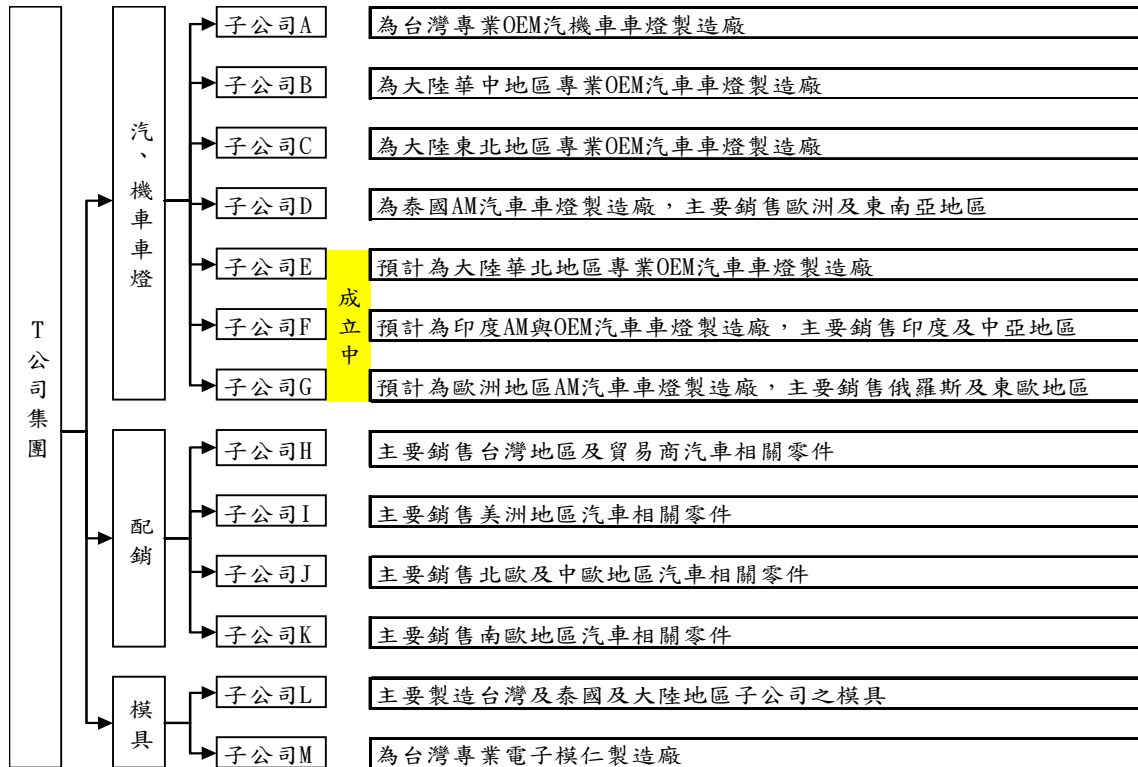 T公司集團
汽、機車車燈
子公司A
為台灣專業OEM汽機車車燈製造廠
子公司B
為大陸華中地區專業OEM汽車車燈製造廠
子公司C
為大陸東北地區專業OEM汽車車燈製造廠
子公司D
為泰國AM汽車車燈製造廠，主要銷售歐洲及東南亞地區
成立中
子公司E
預計為大陸華北地區專業OEM汽車車燈製造廠
子公司F
預計為印度AM與OEM汽車車燈製造廠，主要銷售印度及中亞地區
子公司G
預計為歐洲地區AM汽車車燈製造廠，主要銷售俄羅斯及東歐地區
配銷
子公司H
主要銷售台灣地區及貿易商汽車相關零件
子公司I
主要銷售美洲地區汽車相關零件
子公司J
主要銷售北歐及中歐地區汽車相關零件
子公司K
主要銷售南歐地區汽車相關零件
模具
子公司L
主要製造台灣及泰國及大陸地區子公司之模具
子公司M
為台灣專業電子模仁製造廠